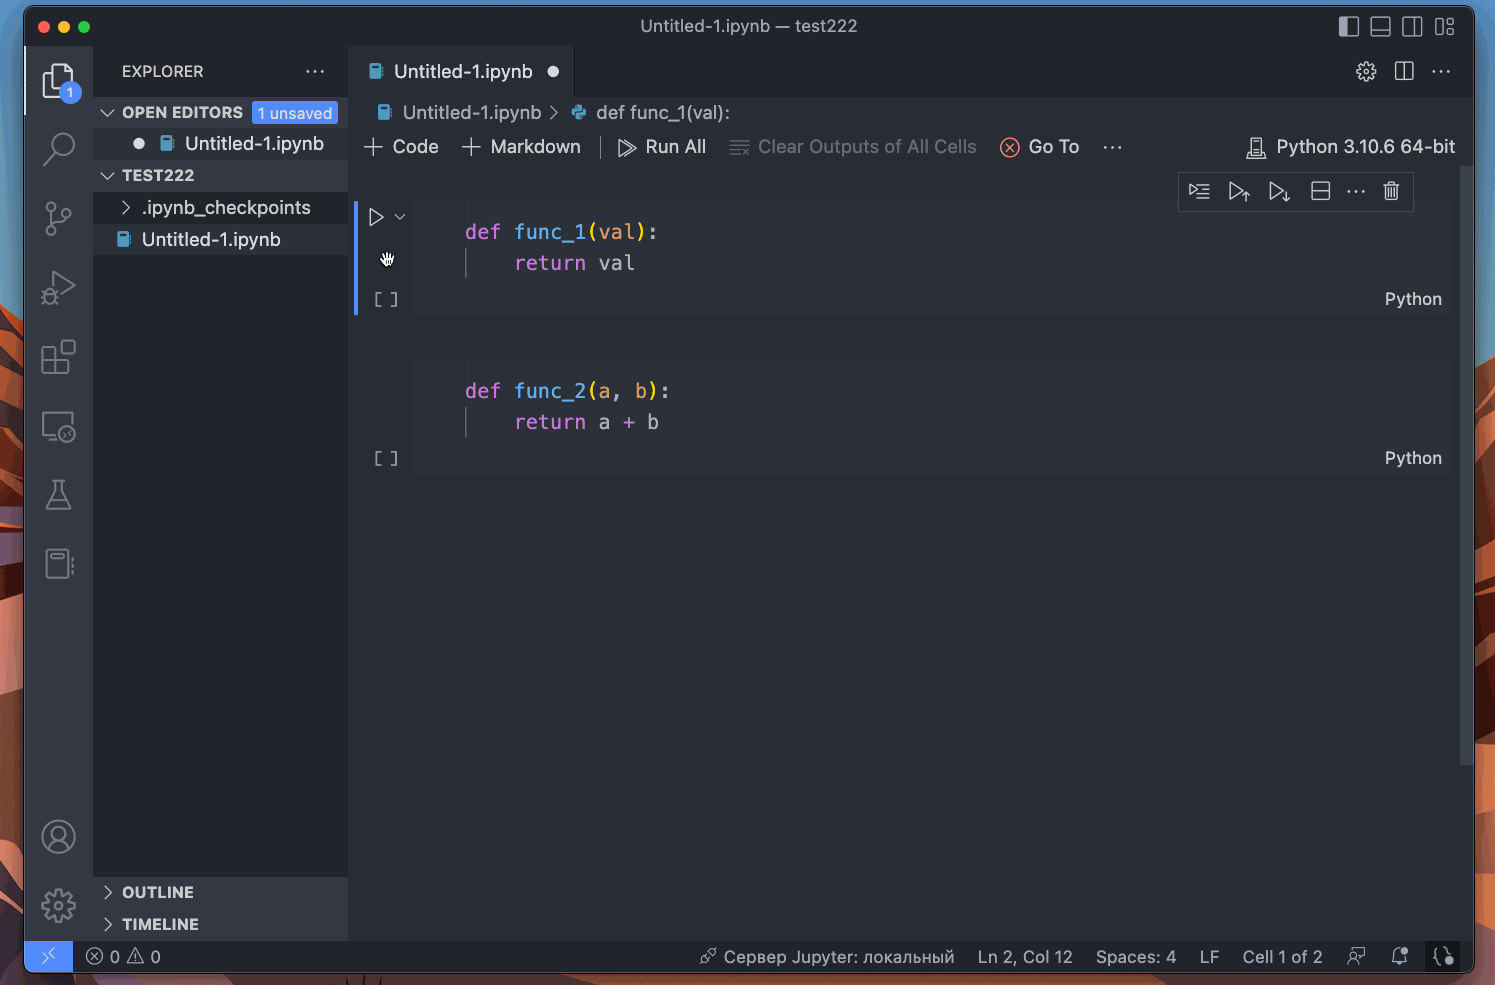 Untitled-1.ipynb — test222
EXPLORER
Untitled-1.ipynb
1
OPEN EDITORS 1 unsaved
Untitled-1.ipynb
TEST222
.ipynb_checkpoints
Untitled-1.ipynb
OUTLINE
TIMELINE
Untitled-1.ipynb > def func_1(val):
+ Code + Markdown Run All Clear Outputs of All Cells Go To ... Python 3.10.6 64-bit
def func_1(val):
return val
[ ]
Python
def func_2(a, b):
return a + b
[ ]
Python
0 0 Сервер Jupyter: локальный Ln 2, Col 12 Spaces: 4 LF Cell 1 of 2